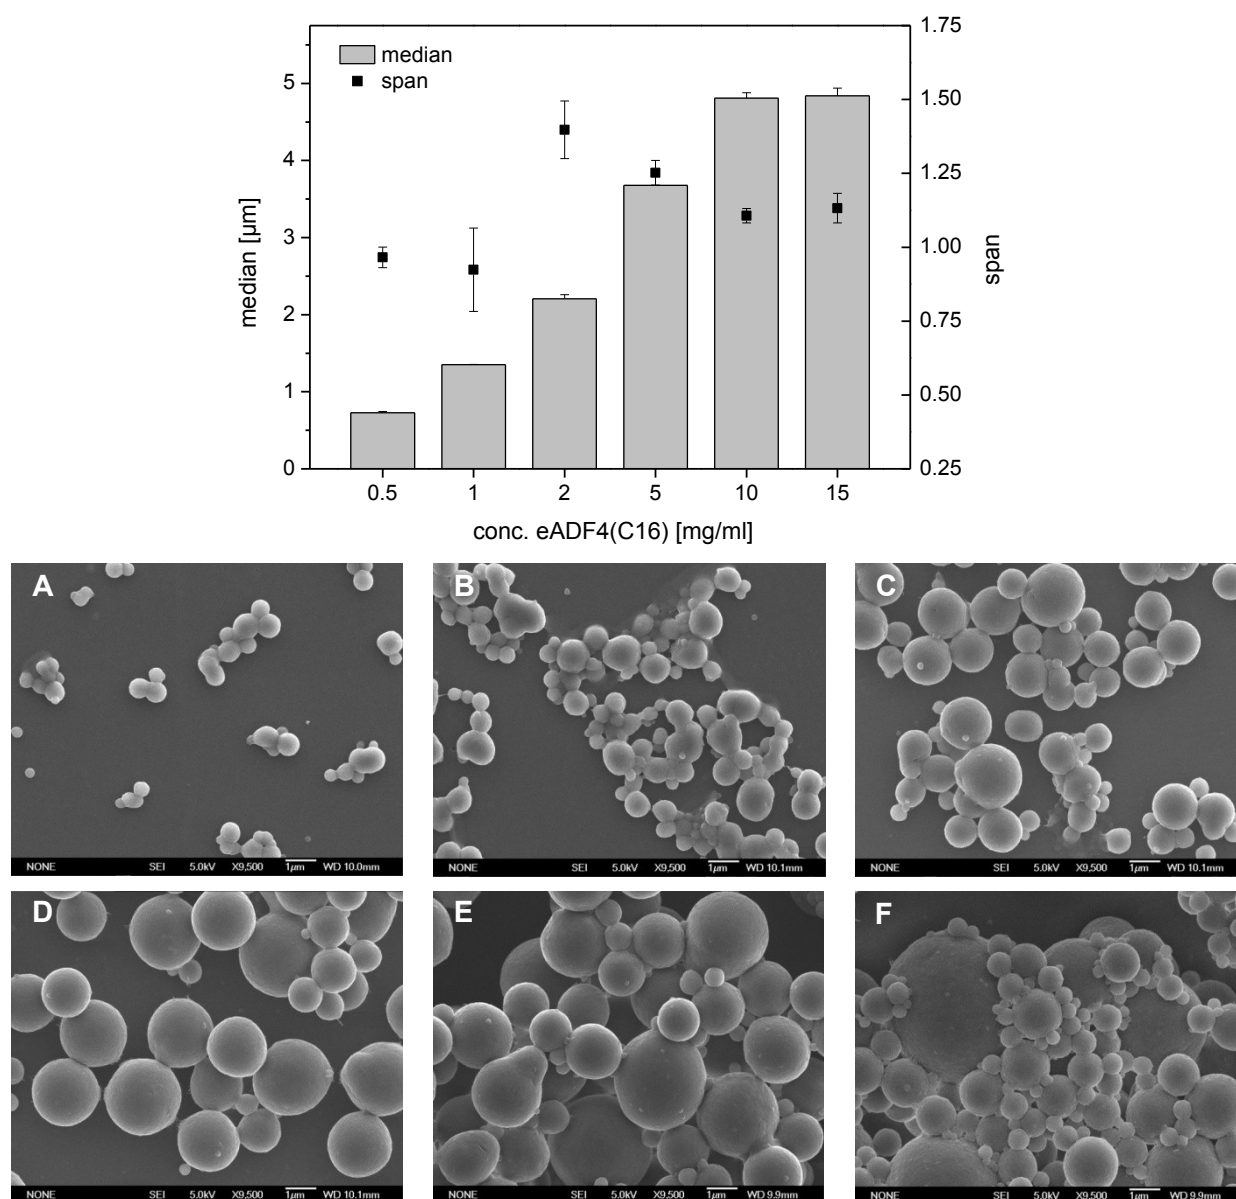 median
span
median [µm]
5
4
3
2
1
0
1.75
1.50
1.25
1.00
0.75
0.50
0.25
span
0.5 1 2 5 10 15
conc. eADF4(C16) [mg/ml]
A
NONE SEI 5.0kV X9,500 1µm WD 10.0mm
B
NONE SEI 5.0kV X9,500 1µm WD 10.1mm
C
NONE SEI 5.0kV X9,500 1µm WD 10.1mm
D
NONE SEI 5.0kV X9,500 1µm WD 10.1mm
E
NONE SEI 5.0kV X9,500 1µm WD 9.9mm
F
NONE SEI 5.0kV X9,500 1µm WD 9.9mm